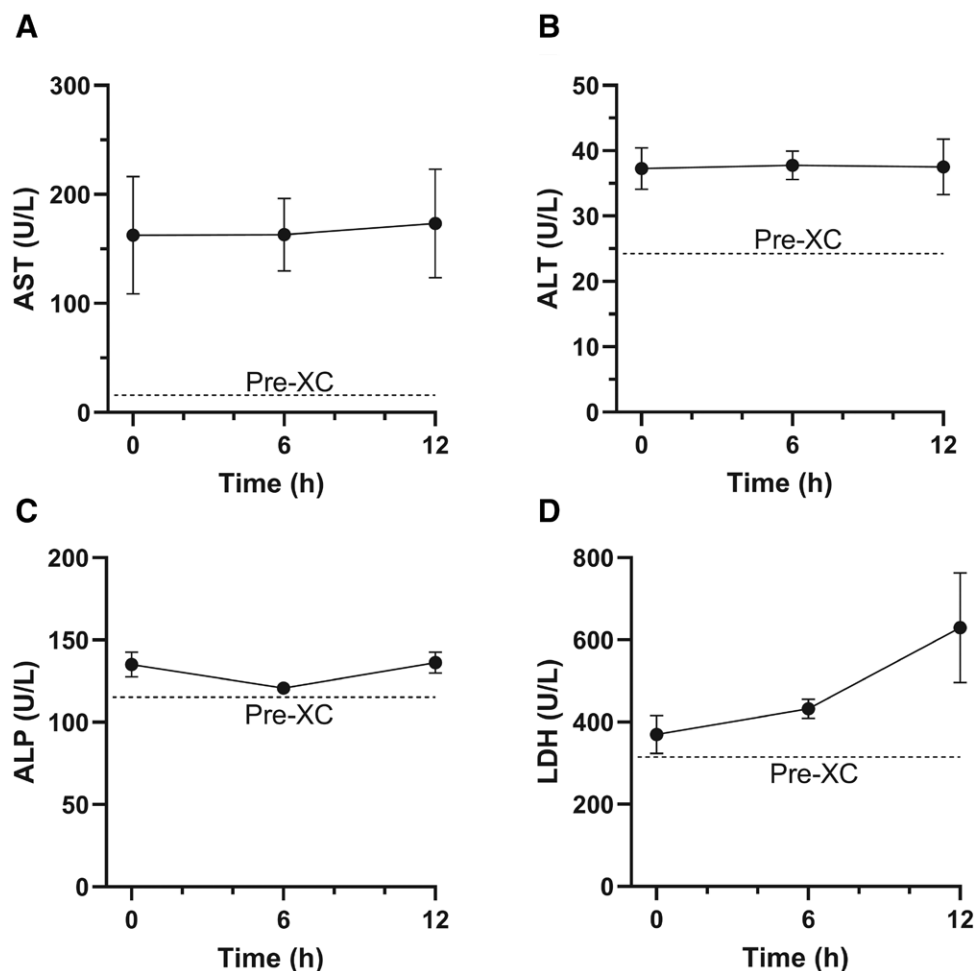 A
AST (U/L)
300
200
100
0
Pre-XC
0 6 12
Time (h)
B
ALT (U/L)
50
40
30
20
10
0
Pre-XC
0 6 12
Time (h)
C
ALP (U/L)
200
150
100
50
0
Pre-XC
0 6 12
Time (h)
D
LDH (U/L)
800
600
400
200
0
Pre-XC
0 6 12
Time (h)